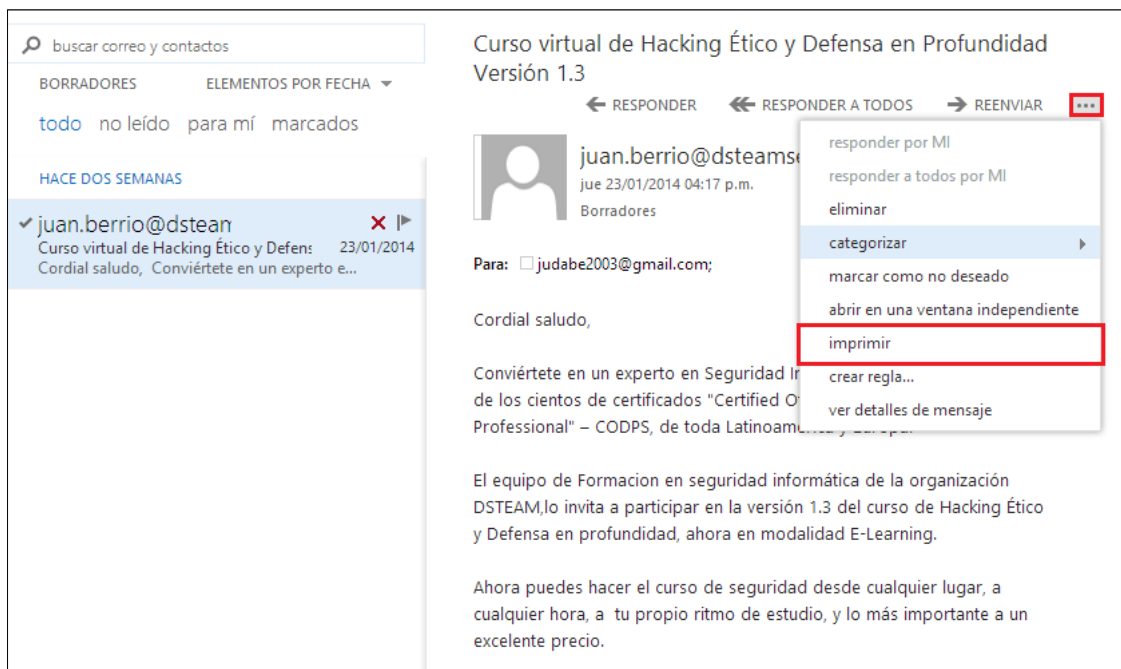 buscar correo y contactos
BORRADORES ELEMENTOS POR FECHA
todo no leído para mí marcados
HACE DOS SEMANAS
juan.berrio@dstean
Curso virtual de Hacking Ético y Defens 23/01/2014
Cordial saludo, Conviértete en un experto e...
Curso virtual de Hacking Ético y Defensa en Profundidad
Versión 1.3
RESPONDER RESPONDER A TODOS REENVIAR ...
juan.berrio@dsteamse
jue 23/01/2014 04:17 p.m.
Borradores
Para: judabe2003@gmail.com;
responder por MI
responder a todos por MI
eliminar
categorizar
marcar como no deseado
abrir en una ventana independiente
imprimir
crear regla...
ver detalles de mensaje
Cordial saludo,
Conviértete en un experto en Seguridad
de los cientos de certificados "Certified
Professional" – CODPS, de toda Latinoamérica y Europa.
El equipo de Formacion en seguridad informática de la organización
DSTEAM,lo invita a participar en la versión 1.3 del curso de Hacking Ético
y Defensa en profundidad, ahora en modalidad E-Learning.
Ahora puedes hacer el curso de seguridad desde cualquier lugar, a
cualquier hora, a tu propio ritmo de estudio, y lo más importante a un
excelente precio.